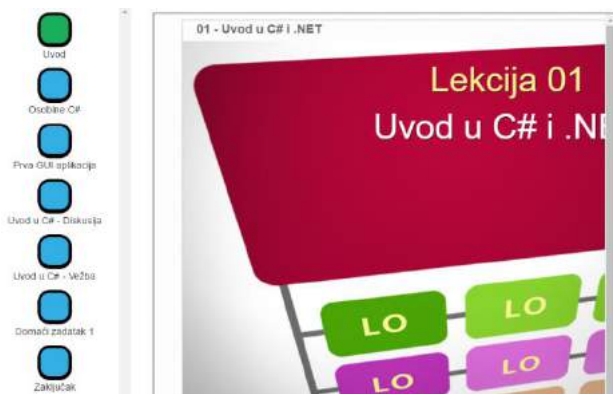 Uvod
Osobine C#
Prva GUI aplikacija
Uvod u C# - Diskusija
Uvod u C# - Vežba
Domaći zadatak 1
Zaključak
01 - Uvod u C# i .NET
Lekcija 01
Uvod u C# i .NE
LO
LO
LO
LO